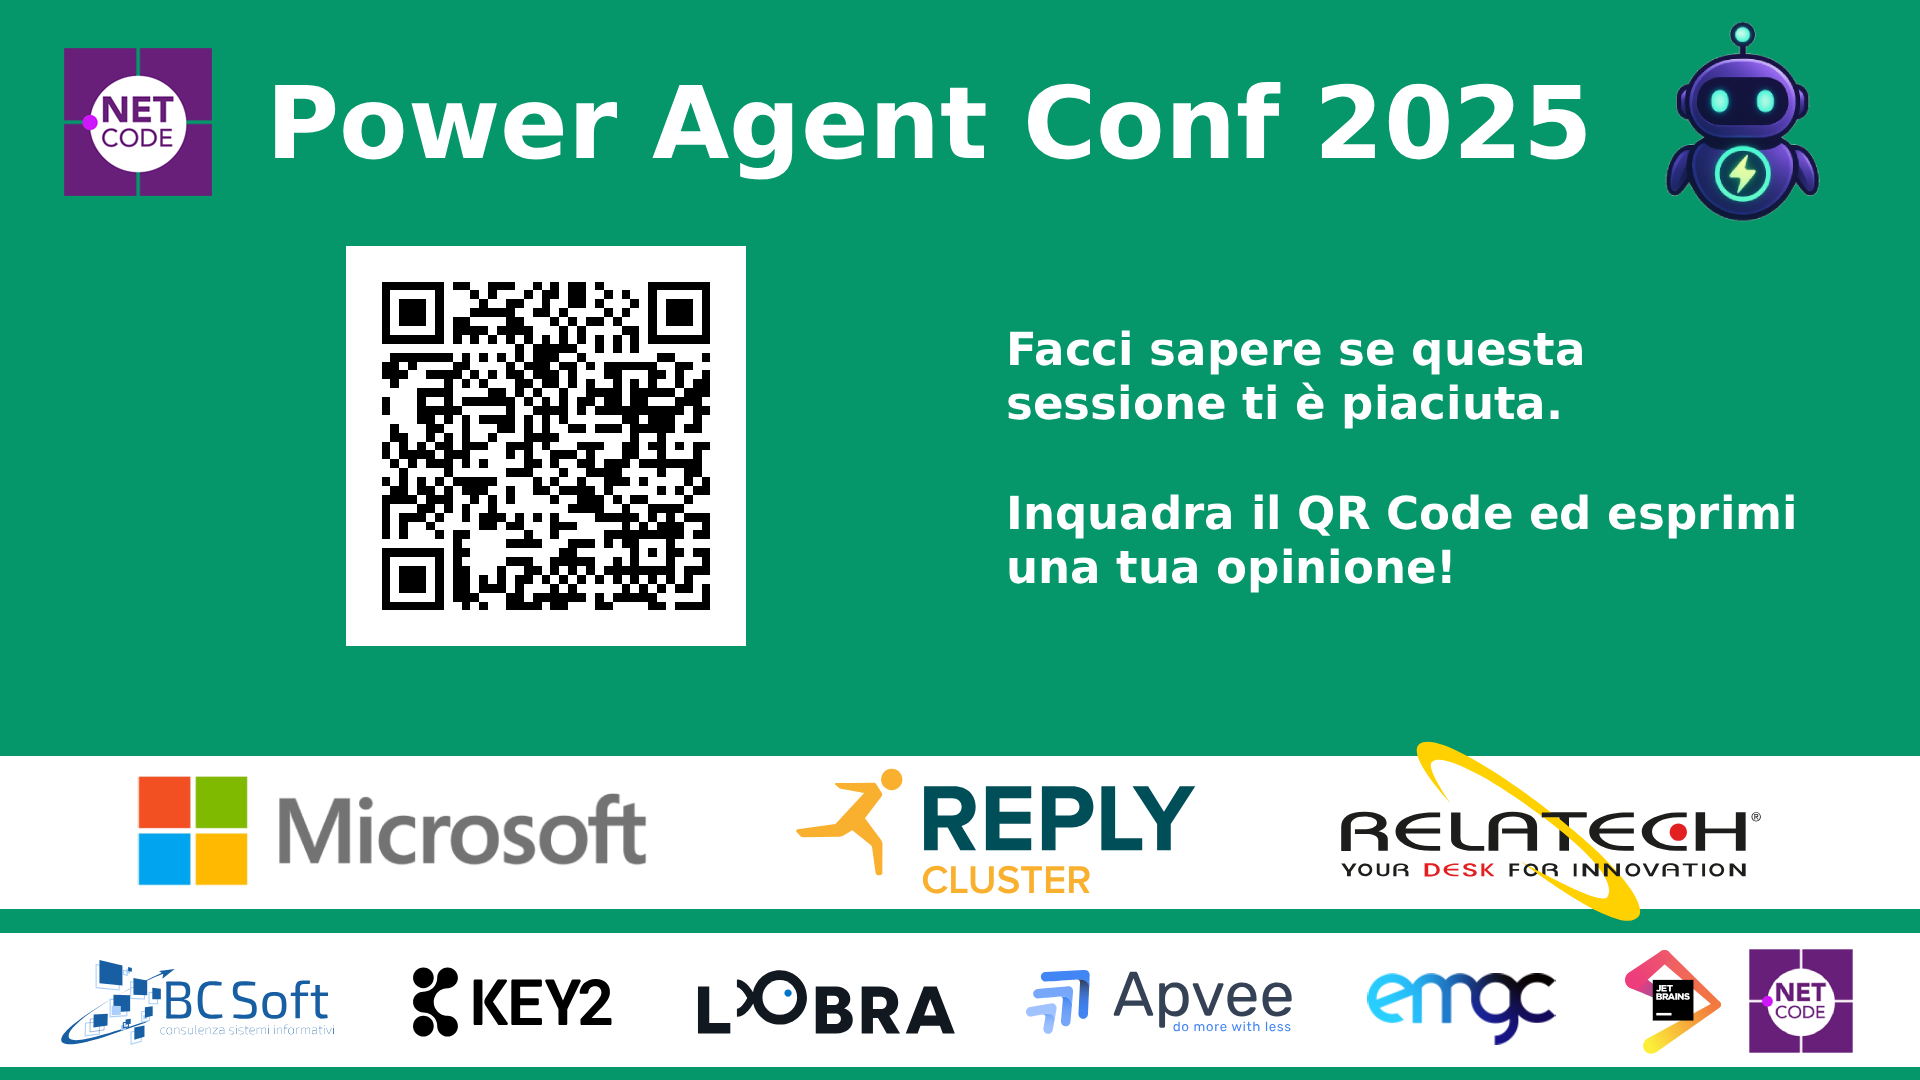 NET
CODE
Power Agent Conf 2025
Facci sapere se questa
sessione ti è piaciuta.
Inquadra il QR Code ed esprimi
una tua opinione!
Microsoft
REPLY
CLUSTER
RELATECH®
YOUR DESK FOR INNOVATION
BC Soft
consulenza sistemi informativi
KEY2
LOBRA
Apvee
do more with less
emgc
JET
BRAINS
NET
CODE